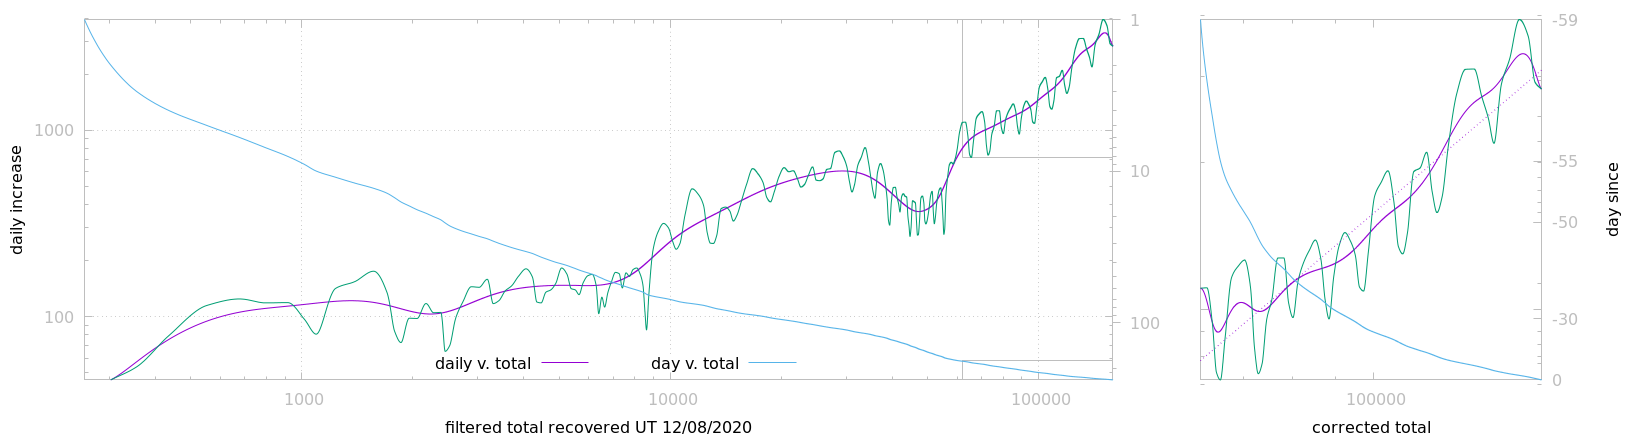 1
-59
daily increase
1000
10
-55
-50
day since
100
100
-30
daily v. total
day v. total
0
1000
10000
100000
100000
filtered total recovered UT 12/08/2020
corrected total